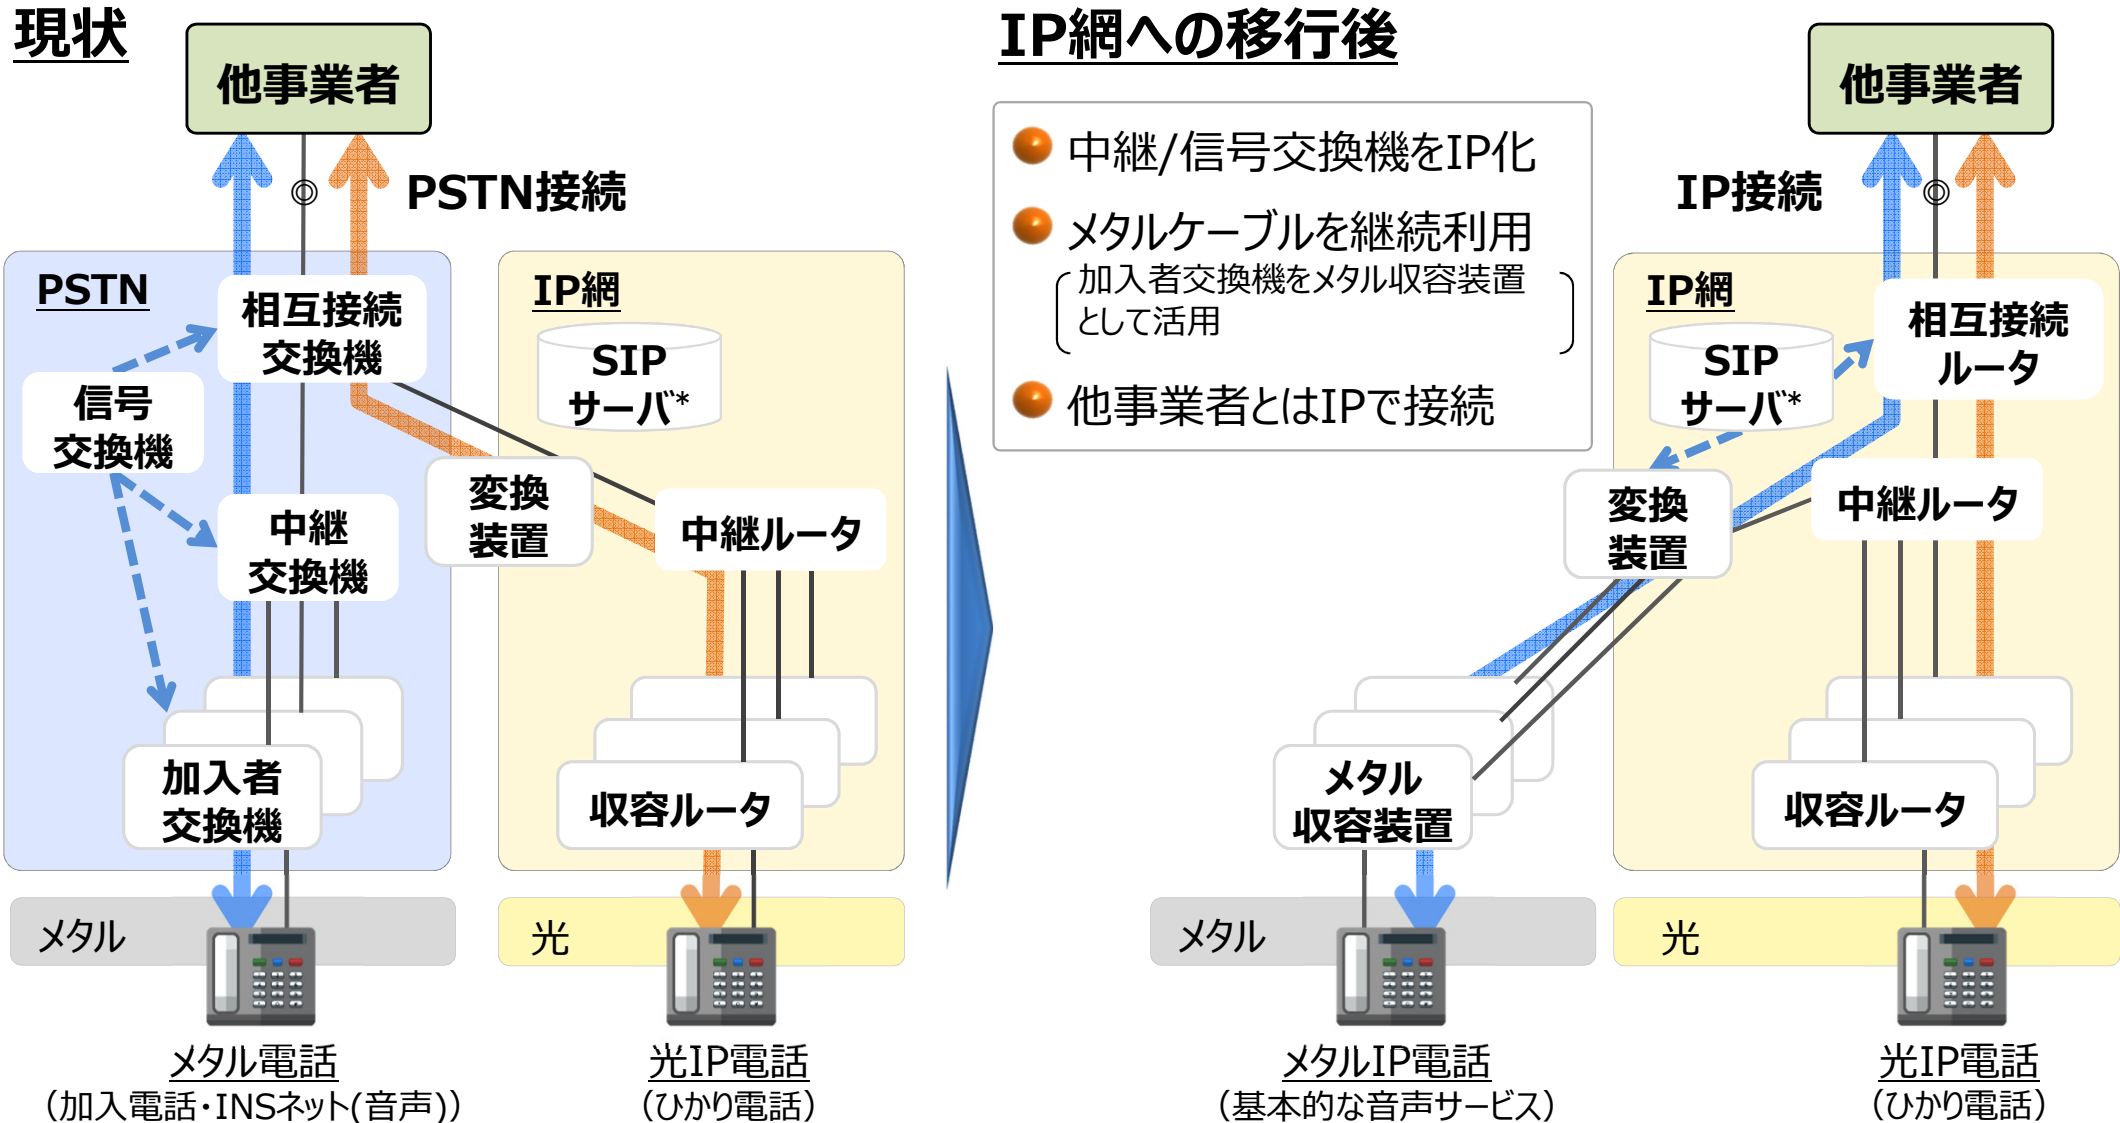 現状
他事業者
◎
PSTN接続
PSTN
相互接続
交換機
信号
交換機
中継
交換機
加入者
交換機
IP網
SIP
サーバ*
変換
装置
中継ルータ
収容ルータ
メタル
光
メタル電話
（加入電話・INSネット(音声)）
光IP電話
（ひかり電話）
IP網への移行後
中継/信号交換機をIP化
メタルケーブルを継続利用
加入者交換機をメタル収容装置
として活用
他事業者とはIPで接続
他事業者
IP接続
◎
IP網
SIP
サーバ*
相互接続
ルータ
変換
装置
中継ルータ
メタル
収容装置
収容ルータ
メタル
光
メタルIP電話
（基本的な音声サービス）
光IP電話
（ひかり電話）